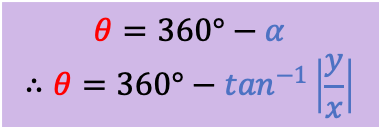 θ = 360° − α
∴ θ = 360° − tan⁻¹ |y/x|